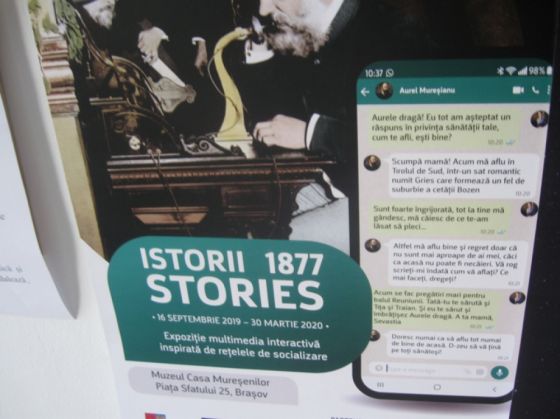 10:37
98%
Aurel Mureșianu
Aurele dragă! Eu tot am așteptat un
răspuns în privința sănătății tale,
cum te afli, ești bine?
10:20
Scumpă mama! Acum mă aflu în
Tirolul de Sud, într-un sat romantic
numit Gries care formează un fel de
suburbie a cetății Bozen
10:20
Sunt foarte îngrijorată, tot la tine mă
gândesc, mă căiesc de ce te-am
lăsat să pleci...
Altfel mă aflu bine și regret doar că
nu sunt mai aproape de ai mei, căci
ca acasă nu poate fi necăieri. Vă rog
scrieți-mi îndată cum vă aflați? Ce
mai faceți, dregeți?
Acum se fac pregătiri mari pentru
balul Reuniunii. Tată-tu te sărută și
Tița și Traian. Și eu te sărut și
îmbrățișez Aurele dragă. A ta mamă,
Sevastia
Doresc numai ca să aflu tot numai
de bine de acasă. D-zeu să vă țină
pe toți sănătoși!
ISTORII 1877
STORIES
• 16 SEPTEMBRIE 2019 – 30 MARTIE 2020 •
Expoziție multimedia interactivă
inspirată de rețelele de socializare
Muzeul Casa Mureșenilor
Piața Sfatului 25, Brașov